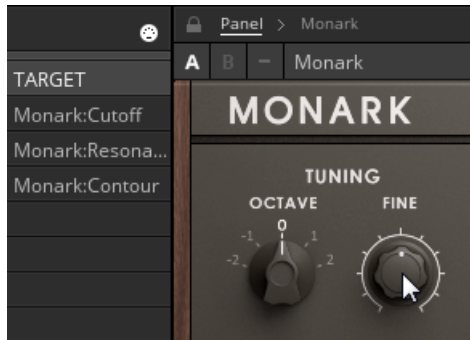 Panel > Monark
A B – Monark
TARGET
Monark:Cutoff
Monark:Resona...
Monark:Contour
MONARK
TUNING
OCTAVE FINE
0
-1 1
-2 2